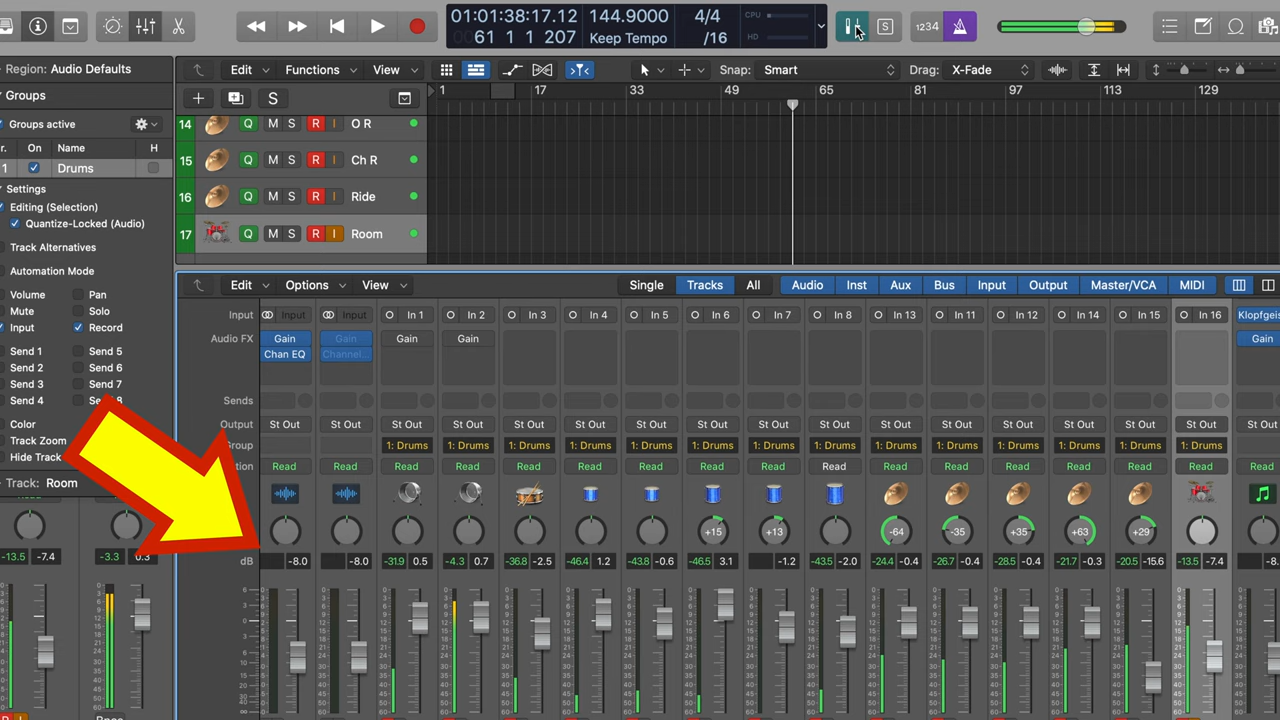 01:01:38:17.12 144.9000 4/4 CPU
61 1 1 207 Keep Tempo /16 HD
S 1234
Region: Audio Defaults
Edit Functions View Snap: Smart Drag: X-Fade
Groups
S
1 17 33 49 65 81 97 113 129
Groups active
14 Q M S R I O R
On Name H
15 Q M S R I Ch R
1 Drums
16 Q M S R I Ride
Settings
Editing (Selection)
Quantize-Locked (Audio)
17 Q M S R I Room
Track Alternatives
Automation Mode
Edit Options View Single Tracks All Audio Inst Aux Bus Input Output Master/VCA MIDI
Volume Pan
Mute Solo
Input Record
Input Input Input In 1 In 2 In 3 In 4 In 5 In 6 In 7 In 8 In 13 In 11 In 12 In 14 In 15 In 16 Klopfgeis
Audio FX Gain Gain Gain Gain Gain
Chan EQ Channel...
Send 1 Send 5
Send 2 Send 6
Send 3 Send 7
Send 4 8
Sends
Color
Output St Out St Out St Out St Out St Out St Out St Out St Out St Out St Out St Out St Out St Out St Out St Out St Out St Out
Track Zoom
roup 1: Drums 1: Drums 1: Drums 1: Drums 1: Drums 1: Drums 1: Drums 1: Drums 1: Drums 1: Drums 1: Drums 1: Drums 1: Drums 1: Drums
Hide Track
tion Read Read Read Read Read Read Read Read Read Read Read Read Read Read Read Read Read
Track: Room
+15 +13 -64 -35 +35 +63 +29
-13.5 -7.4 -3.3 0.3
dB -8.0 -8.0 -31.9 0.5 -4.3 0.7 -36.8 -2.5 -46.4 1.2 -43.8 -0.6 -46.5 3.1 -1.2 -43.5 -2.0 -24.4 -0.4 -26.7 -0.4 -28.5 -0.4 -21.7 -0.3 -20.5 -15.6 -13.5 -7.4 -8.